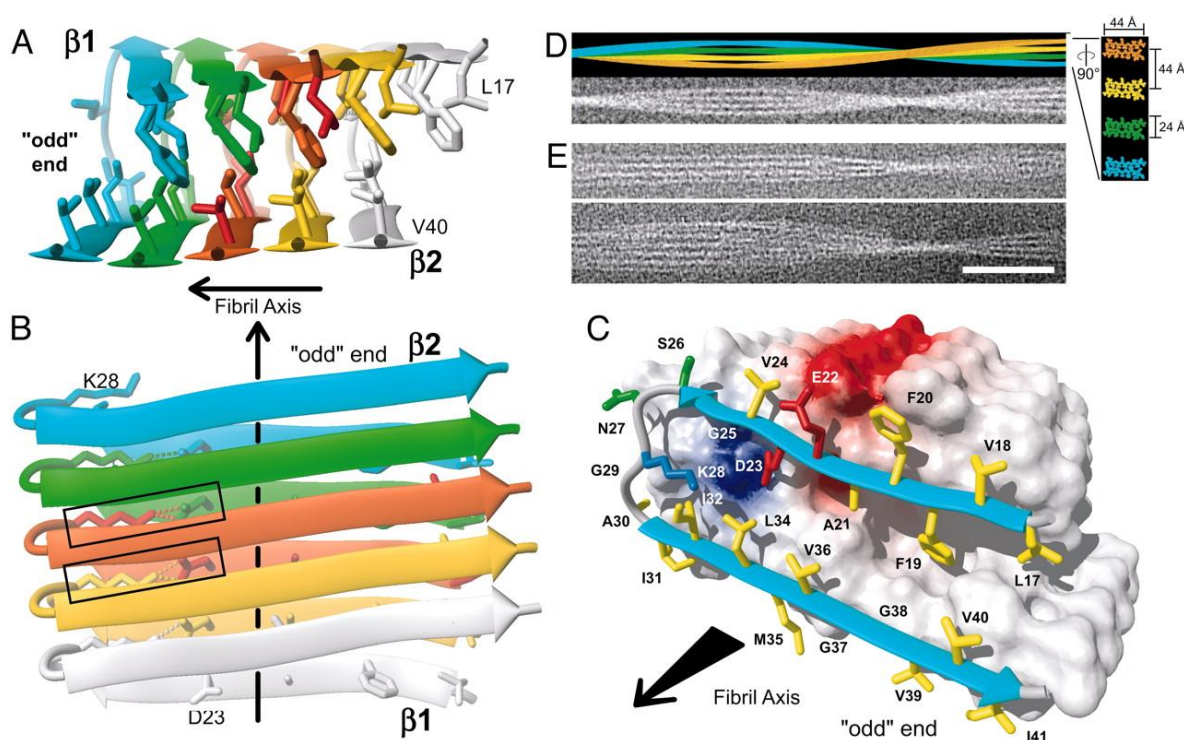 A
β1
L17
"odd"
end
V40
β2
Fibril Axis
B
"odd" end
β2
K28
D23
β1
D
E
90°
44 Å
44 Å
24 Å
C
S26
V24
E22
F20
N27
G25
V18
G29
K28
D23
I32
A30
L34
A21
I31
V36
F19
L17
G38
V40
M35
G37
Fibril Axis
V39
"odd" end
I41